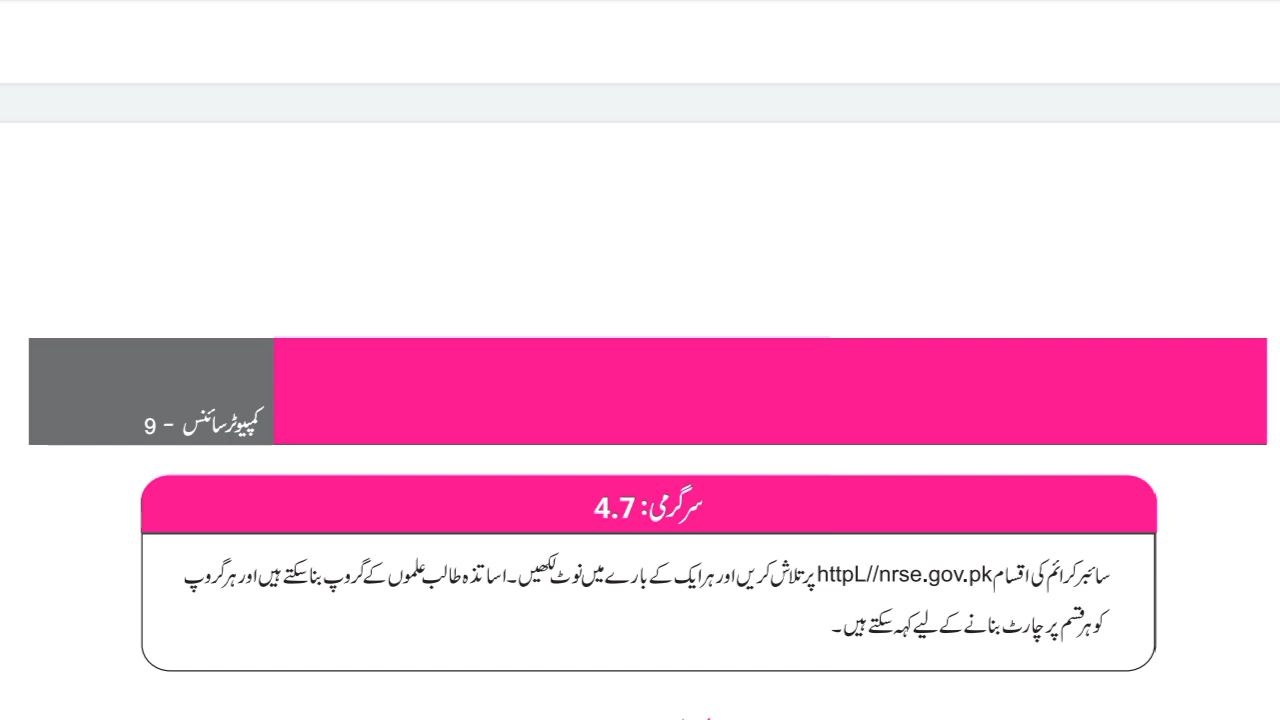 کمپیوٹر سائنس - 9
سرگرمی: 4.7
سائبر کرائم کی اقسام httpL//nrse.gov.pk پر تلاش کریں اور ہر ایک کے بارے میں نوٹ لکھیں۔ اساتذہ طالب علموں کے گروپ بنا سکتے ہیں اور ہر گروپ
کو ہر قسم پر چارٹ بنانے کے لیے کہہ سکتے ہیں۔